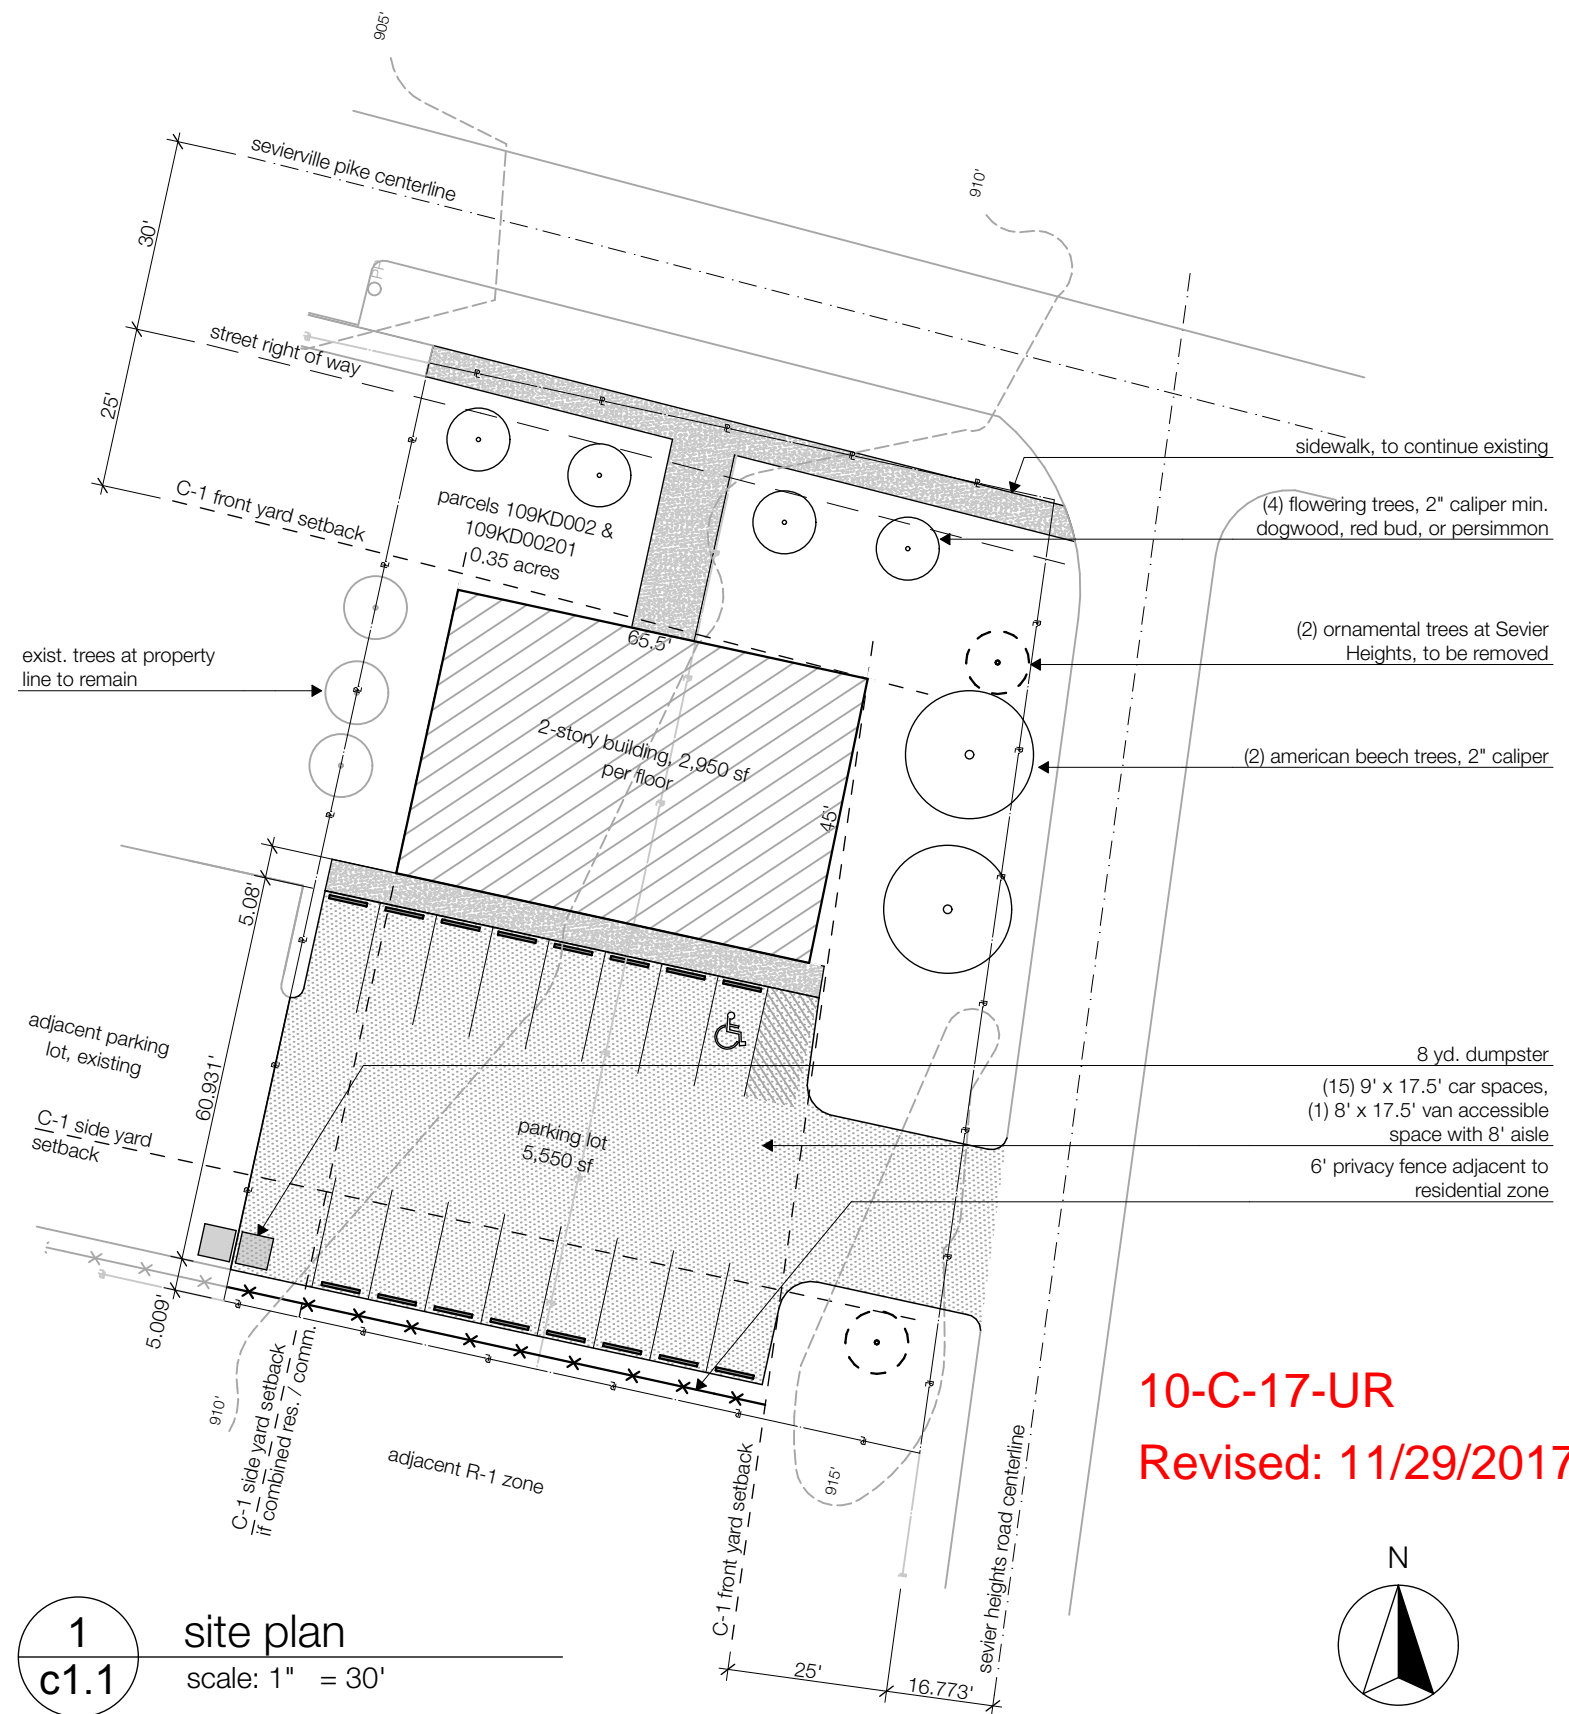 905'
sevierville pike centerline
910'
30'
PP
street right of way
25'
sidewalk, to continue existing
C-1 front yard setback
(4) flowering trees, 2" caliper min.
dogwood, red bud, or persimmon
parcels 109KD002 &
109KD00201
0.35 acres
65.5'
(2) ornamental trees at Sevier
Heights, to be removed
exist. trees at property
line to remain
2-story building, 2,950 sf
per floor
(2) american beech trees, 2" caliper
45'
5.08'
adjacent parking
lot, existing
8 yd. dumpster
(15) 9' x 17.5' car spaces,
(1) 8' x 17.5' van accessible
space with 8' aisle
60.931'
C-1 side yard
setback
parking lot
5,550 sf
6' privacy fence adjacent to
residential zone
5.009'
910'
C-1 side yard setback
if combined res. / comm.
adjacent R-1 zone
915'
C-1 front yard setback
sevier heights road centerline
10-C-17-UR
Revised: 11/29/2017
N
1
c1.1
site plan
scale: 1" = 30'
25'
16.773'